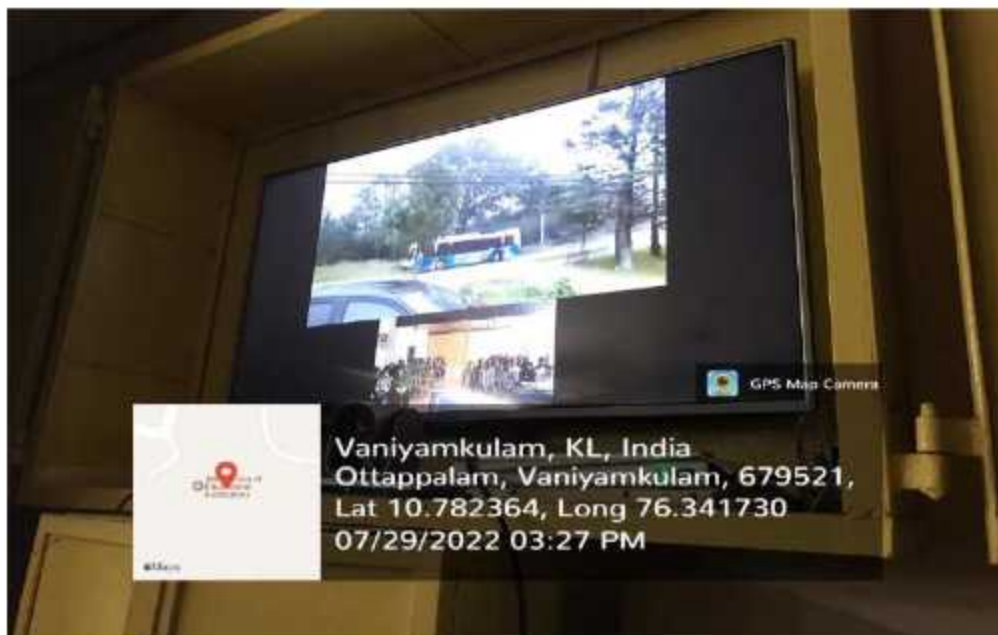 GPS Map Camera
Vaniyamkulam, KL, India
Ottappalam, Vaniyamkulam, 679521,
Lat 10.782364, Long 76.341730
07/29/2022 03:27 PM